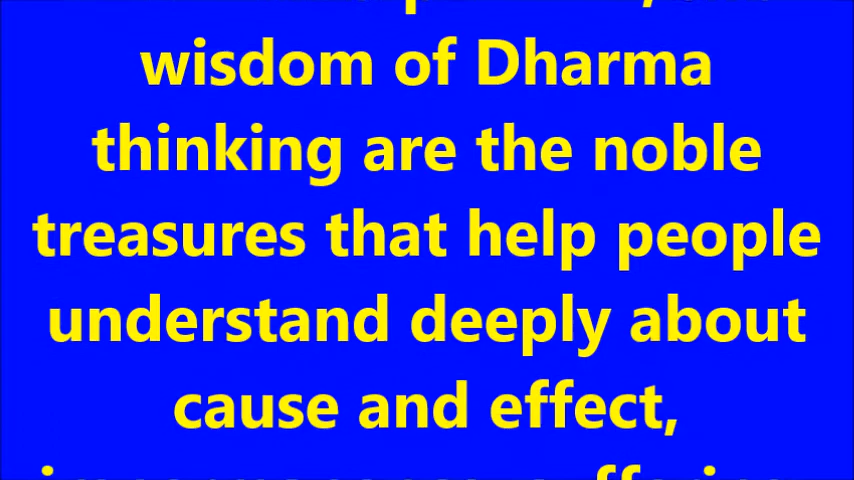 wisdom of Dharma
thinking are the noble
treasures that help people
understand deeply about
cause and effect,